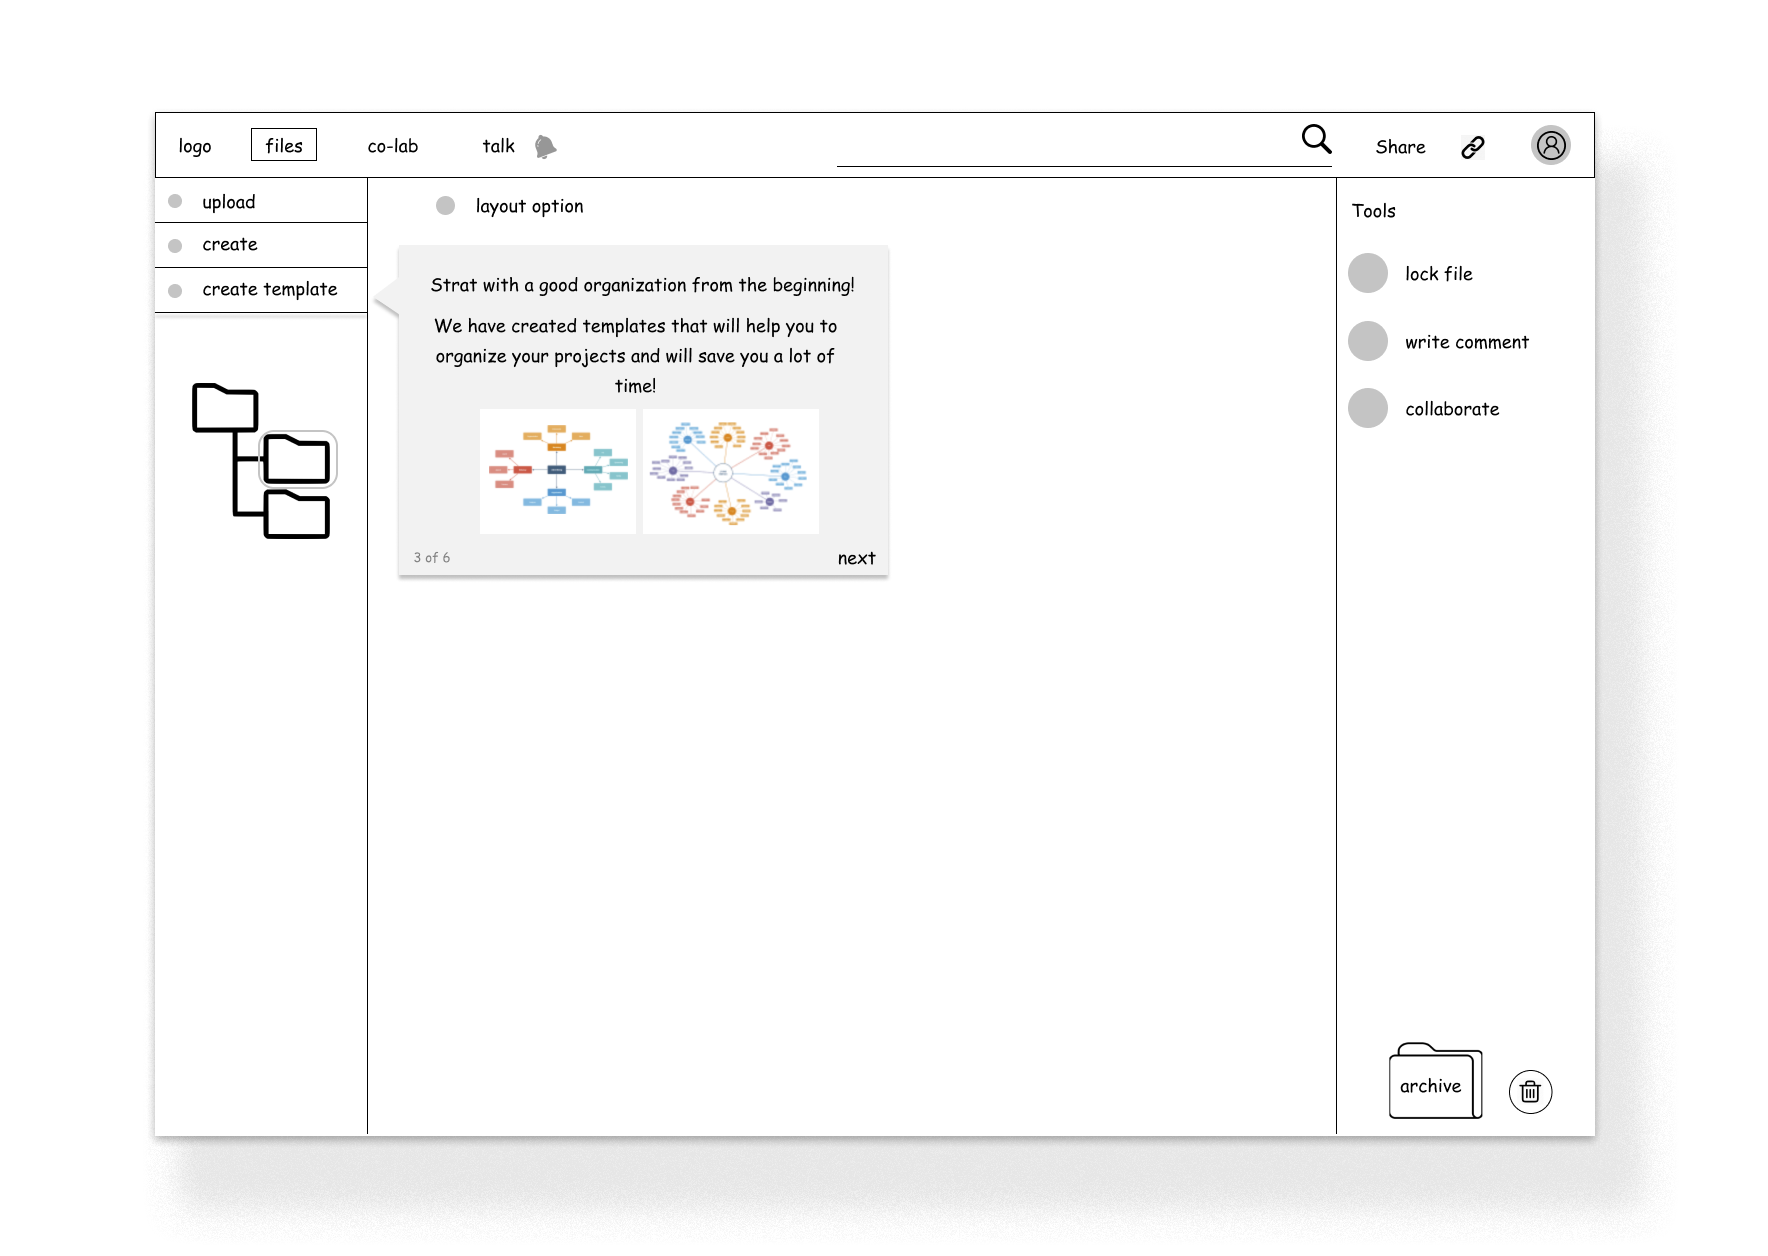 logo
files
co-lab
talk
Share
upload
create
create template
layout option
Strat with a good organization from the beginning!
We have created templates that will help you to
organize your projects and will save you a lot of
time!
3 of 6
next
Tools
lock file
write comment
collaborate
archive